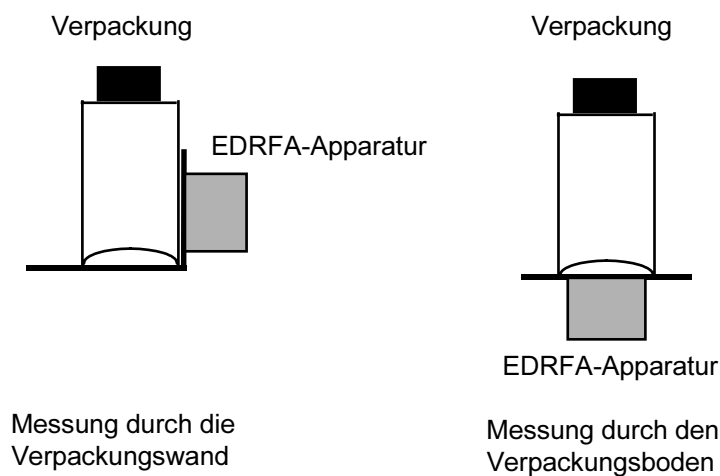 Verpackung
EDRFA-Apparatur
Messung durch die
Verpackungswand
Verpackung
EDRFA-Apparatur
Messung durch den
Verpackungsboden